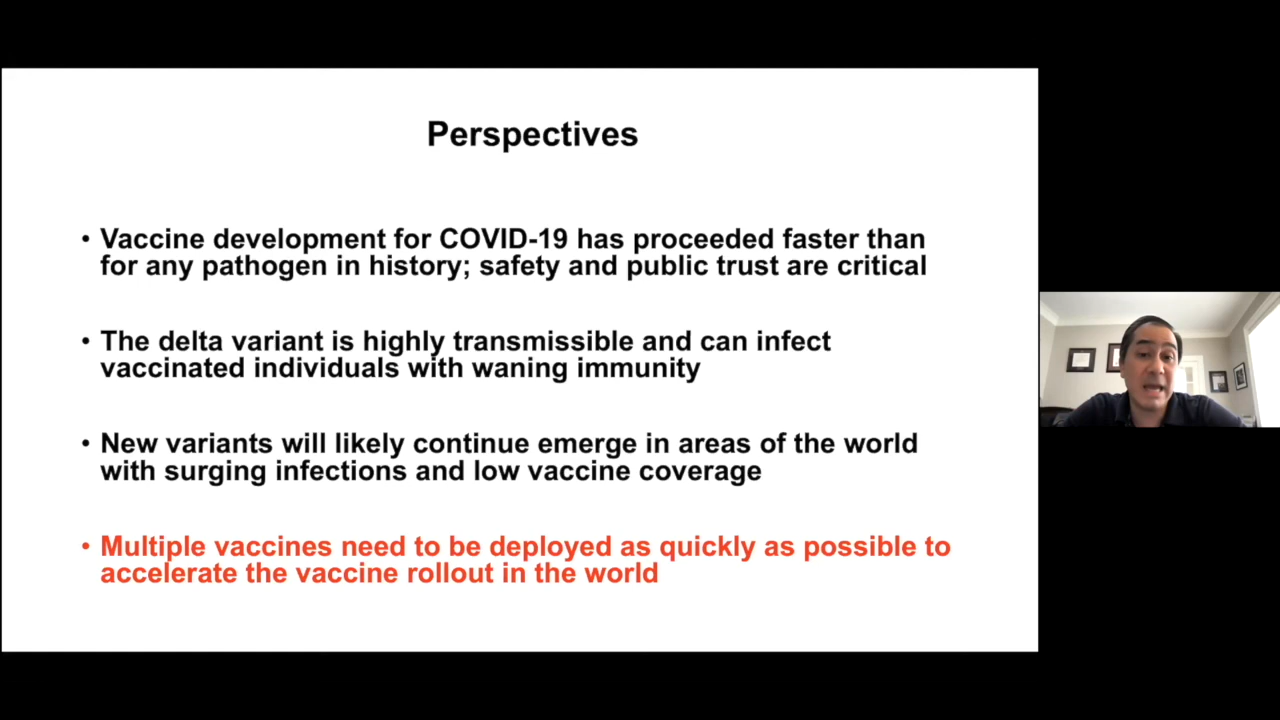 Perspectives
• Vaccine development for COVID-19 has proceeded faster than
for any pathogen in history; safety and public trust are critical
• The delta variant is highly transmissible and can infect
vaccinated individuals with waning immunity
• New variants will likely continue emerge in areas of the world
with surging infections and low vaccine coverage
• Multiple vaccines need to be deployed as quickly as possible to
accelerate the vaccine rollout in the world